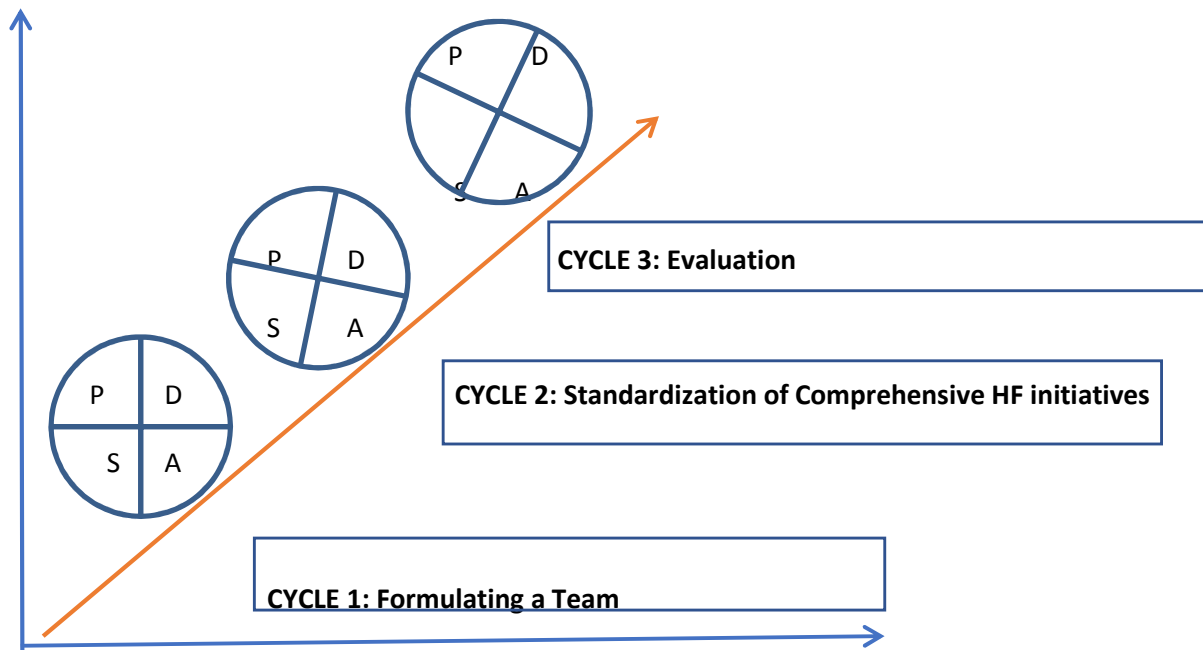 P D
S A
P D
S A
CYCLE 3: Evaluation
CYCLE 2: Standardization of Comprehensive HF initiatives
P D
S A
CYCLE 1: Formulating a Team